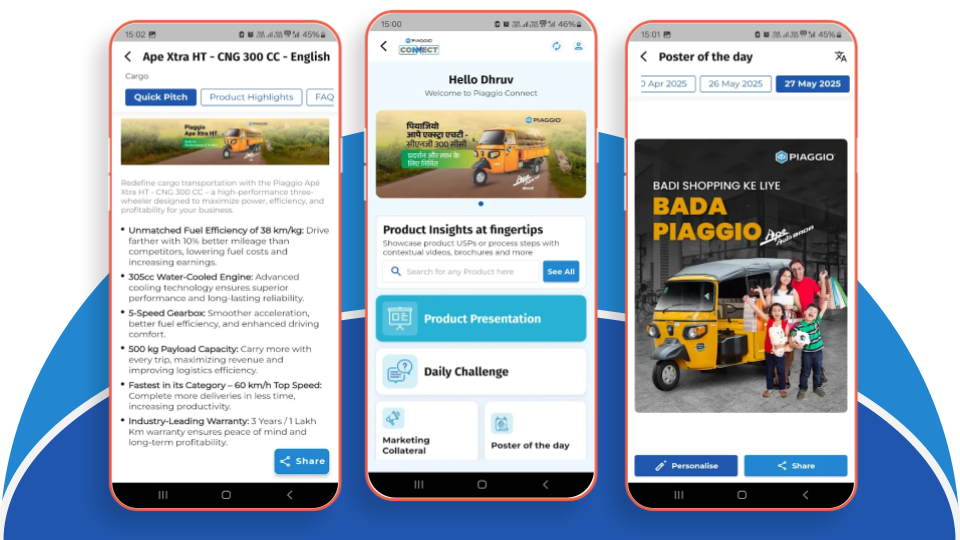 15:02
45%
Ape Xtra HT - CNG 300 CC - English
Cargo
Quick Pitch
Product Highlights
FAQ
Piaggio
Ape Xtra HT
PIAGGIO
Redefine cargo transportation with the Piaggio Apé
Xtra HT - CNG 300 CC – a high-performance three-
wheeler designed to maximize power, efficiency, and
profitability for your business.
• Unmatched Fuel Efficiency of 38 km/kg: Drive
farther with 10% better mileage than
competitors, lowering fuel costs and
increasing earnings.
• 305cc Water-Cooled Engine: Advanced
cooling technology ensures superior
performance and long-lasting reliability.
• 5-Speed Gearbox: Smoother acceleration,
better fuel efficiency, and enhanced driving
comfort.
• 500 kg Payload Capacity: Carry more with
every trip, maximizing revenue and
improving logistics efficiency.
• Fastest in its Category – 60 km/h Top Speed:
Complete more deliveries in less time,
increasing productivity.
• Industry-Leading Warranty: 3 Years / 1 Lakh
Km warranty ensures peace of mind and
long-term profitability.
Share
15:00
46%
PIAGGIO
CONNECT
Hello Dhruv
Welcome to Piaggio Connect
PIAGGIO
पियाजियो
आपे एक्स्ट्रा एचटी -
सीएनजी 300 सीसी
प्रदर्शन और लाभ के
लिए निर्मित
Ape
Product Insights at fingertips
Showcase product USPs or process steps with
contextual videos, brochures and more
Search for any Product here
See All
Product Presentation
Daily Challenge
Marketing
Collateral
Poster of the day
15:01
45%
Poster of the day
0 Apr 2025
26 May 2025
27 May 2025
PIAGGIO
BADI SHOPPING KE LIYE
BADA
PIAGGIO
Ape Auto BADA
Personalise
Share